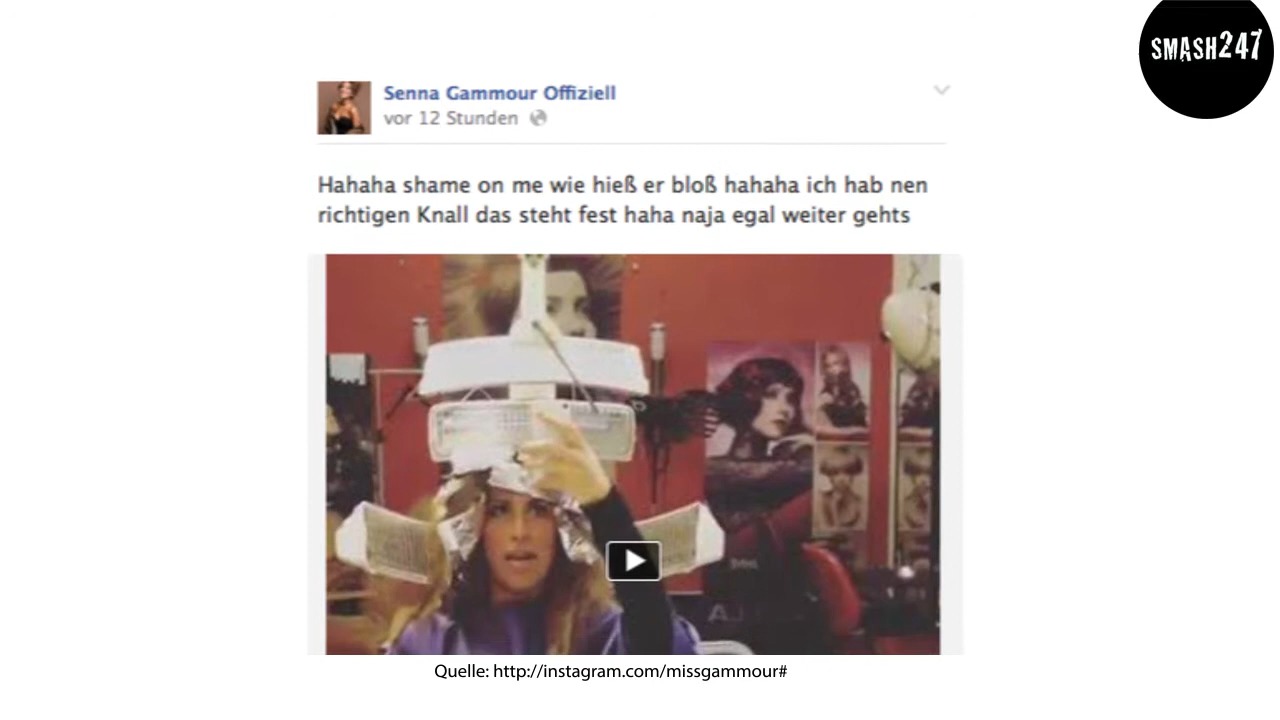 SMASH247
Senna Gammour Offiziell
vor 12 Stunden
Hahaha shame on me wie hieß er bloß hahaha ich hab nen
richtigen Knall das steht fest haha naja egal weiter gehts
Quelle: http://instagram.com/missgammour#